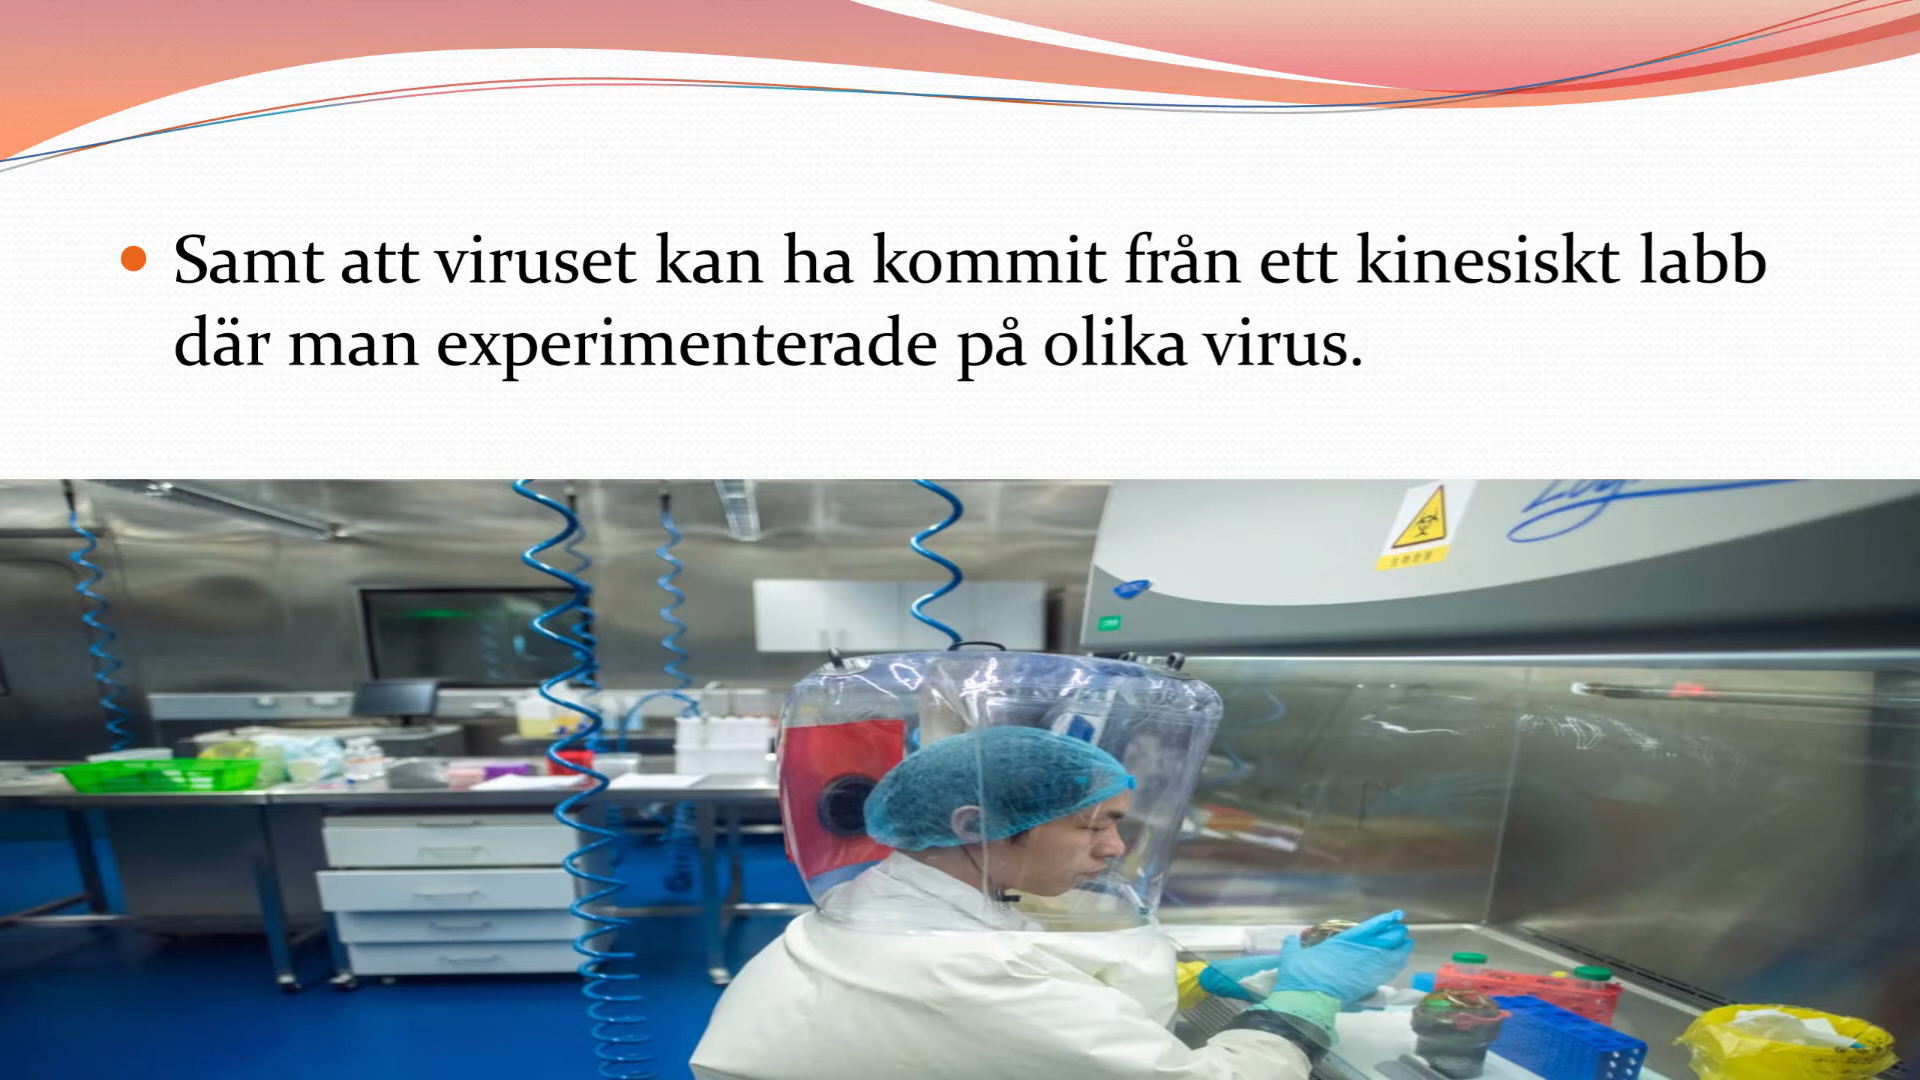 Samt att viruset kan ha kommit från ett kinesiskt labb
där man experimenterade på olika virus.